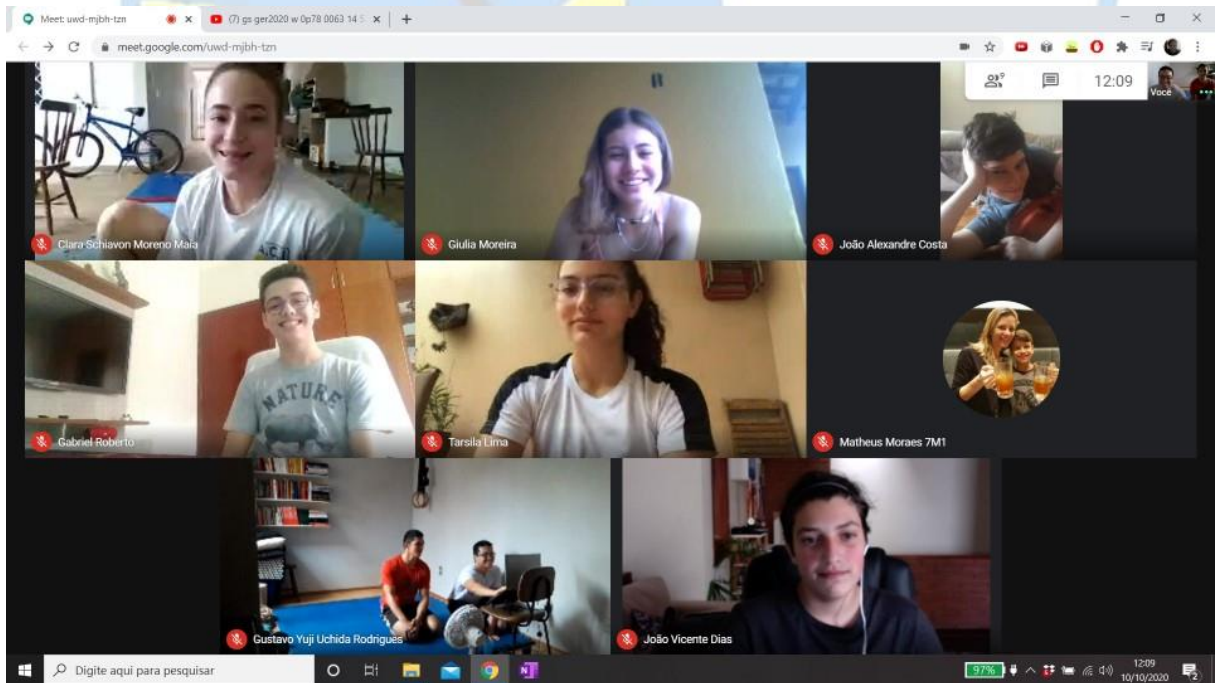 Meet: uwd-mjbh-tzn
(7) gs ger2020 w 0p78 0063 14 S
meet.google.com/uwd-mjbh-tzn
9
12:09
Você
Clara Schiavon Moreno Maia
Giulia Moreira
João Alexandre Costa
NATURE
Gabriel Roberto
Tarsila Lima
Matheus Moraes 7M1
Gustavo Yuji Uchida Rodrigues
João Vicente Dias
Digite aqui para pesquisar
97%
12:09
10/10/2020
2